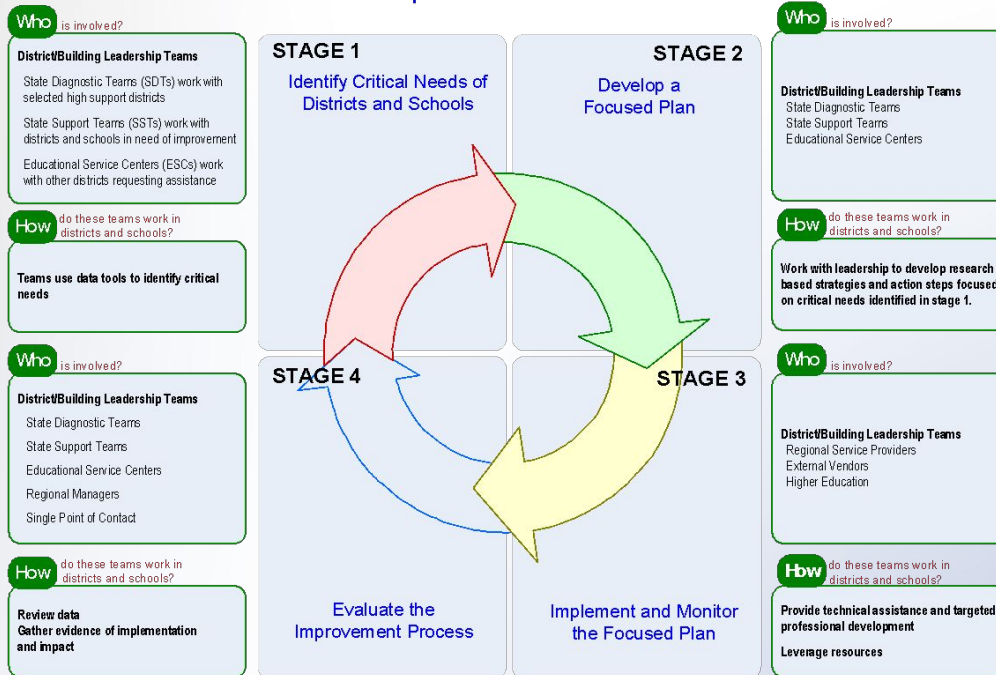 Who is involved?
District/Building Leadership Teams
State Diagnostic Teams (SDTs) work with
selected high support districts
State Support Teams (SSTs) work with
districts and schools in need of improvement
Educational Service Centers (ESCs) work
with other districts requesting assistance
How do these teams work in
districts and schools?
Teams use data tools to identify critical
needs
STAGE 1
Identify Critical Needs of
Districts and Schools
STAGE 2
Develop a
Focused Plan
Who is involved?
District/Building Leadership Teams
State Diagnostic Teams
State Support Teams
Educational Service Centers
How do these teams work in
districts and schools?
Work with leadership to develop research
based strategies and action steps focused
on critical needs identified in stage 1.
Who is involved?
District/Building Leadership Teams
State Diagnostic Teams
State Support Teams
Educational Service Centers
Regional Managers
Single Point of Contact
How do these teams work in
districts and schools?
Review data
Gather evidence of implementation
and impact
STAGE 4
Evaluate the
Improvement Process
STAGE 3
Implement and Monitor
the Focused Plan
Who is involved?
District/Building Leadership Teams
Regional Service Providers
External Vendors
Higher Education
How do these teams work in
districts and schools?
Provide technical assistance and targeted
professional development
Leverage resources